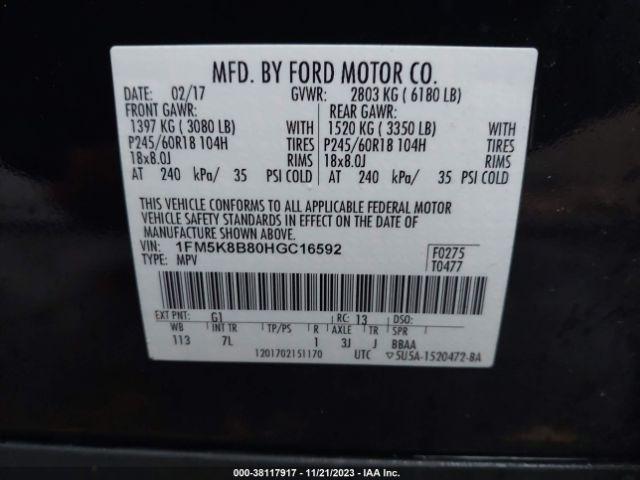 MFD. BY FORD MOTOR CO.
DATE: 02/17 GVWR: 2803 KG ( 6180 LB)
FRONT GAWR: REAR GAWR:
1397 KG ( 3080 LB) WITH 1520 KG ( 3350 LB) WITH
P245/60R18 104H TIRES P245/60R18 104H TIRES
18x8.0J RIMS 18x8.0J RIMS
AT 240 kPa/ 35 PSI COLD AT 240 kPa/ 35 PSI COLD
THIS VEHICLE CONFORMS TO ALL APPLICABLE FEDERAL MOTOR
VEHICLE SAFETY STANDARDS IN EFFECT ON THE DATE OF
MANUFACTURE SHOWN ABOVE.
VIN: 1FM5K8B80HGC16592 F0275
TYPE: MPV T0477
EXT PNT: G1 RC: 13 DSO:
WB INT TR TP/PS R AXLE TR SPR
113 7L 1 3J J BBAA
1201702151170 UTC ▽5U5A-1520472-BA
000-38117917 - 11/21/2023 - IAAI.com